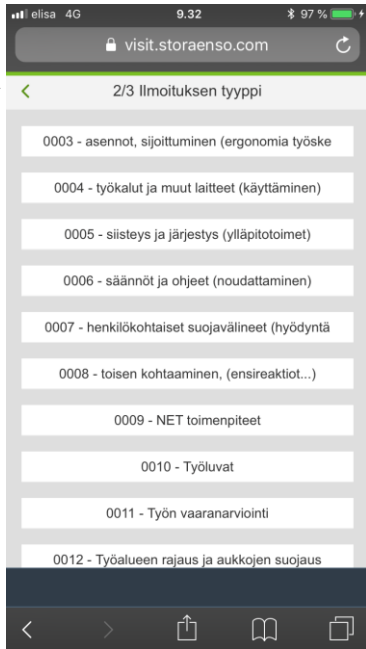 elisa 4G 9.32 97 %
visit.storaenso.com
2/3 Ilmoituksen tyyppi
0003 - asennot, sijoittuminen (ergonomia työske
0004 - työkalut ja muut laitteet (käyttäminen)
0005 - siisteys ja järjestys (ylläpitotoimet)
0006 - säännöt ja ohjeet (noudattaminen)
0007 - henkilökohtaiset suojavälineet (hyödyntä
0008 - toisen kohtaaminen, (ensireaktiot...)
0009 - NET toimenpiteet
0010 - Työluvat
0011 - Työn vaaranarviointi
0012 - Työalueen rajaus ja aukkojen suojaus